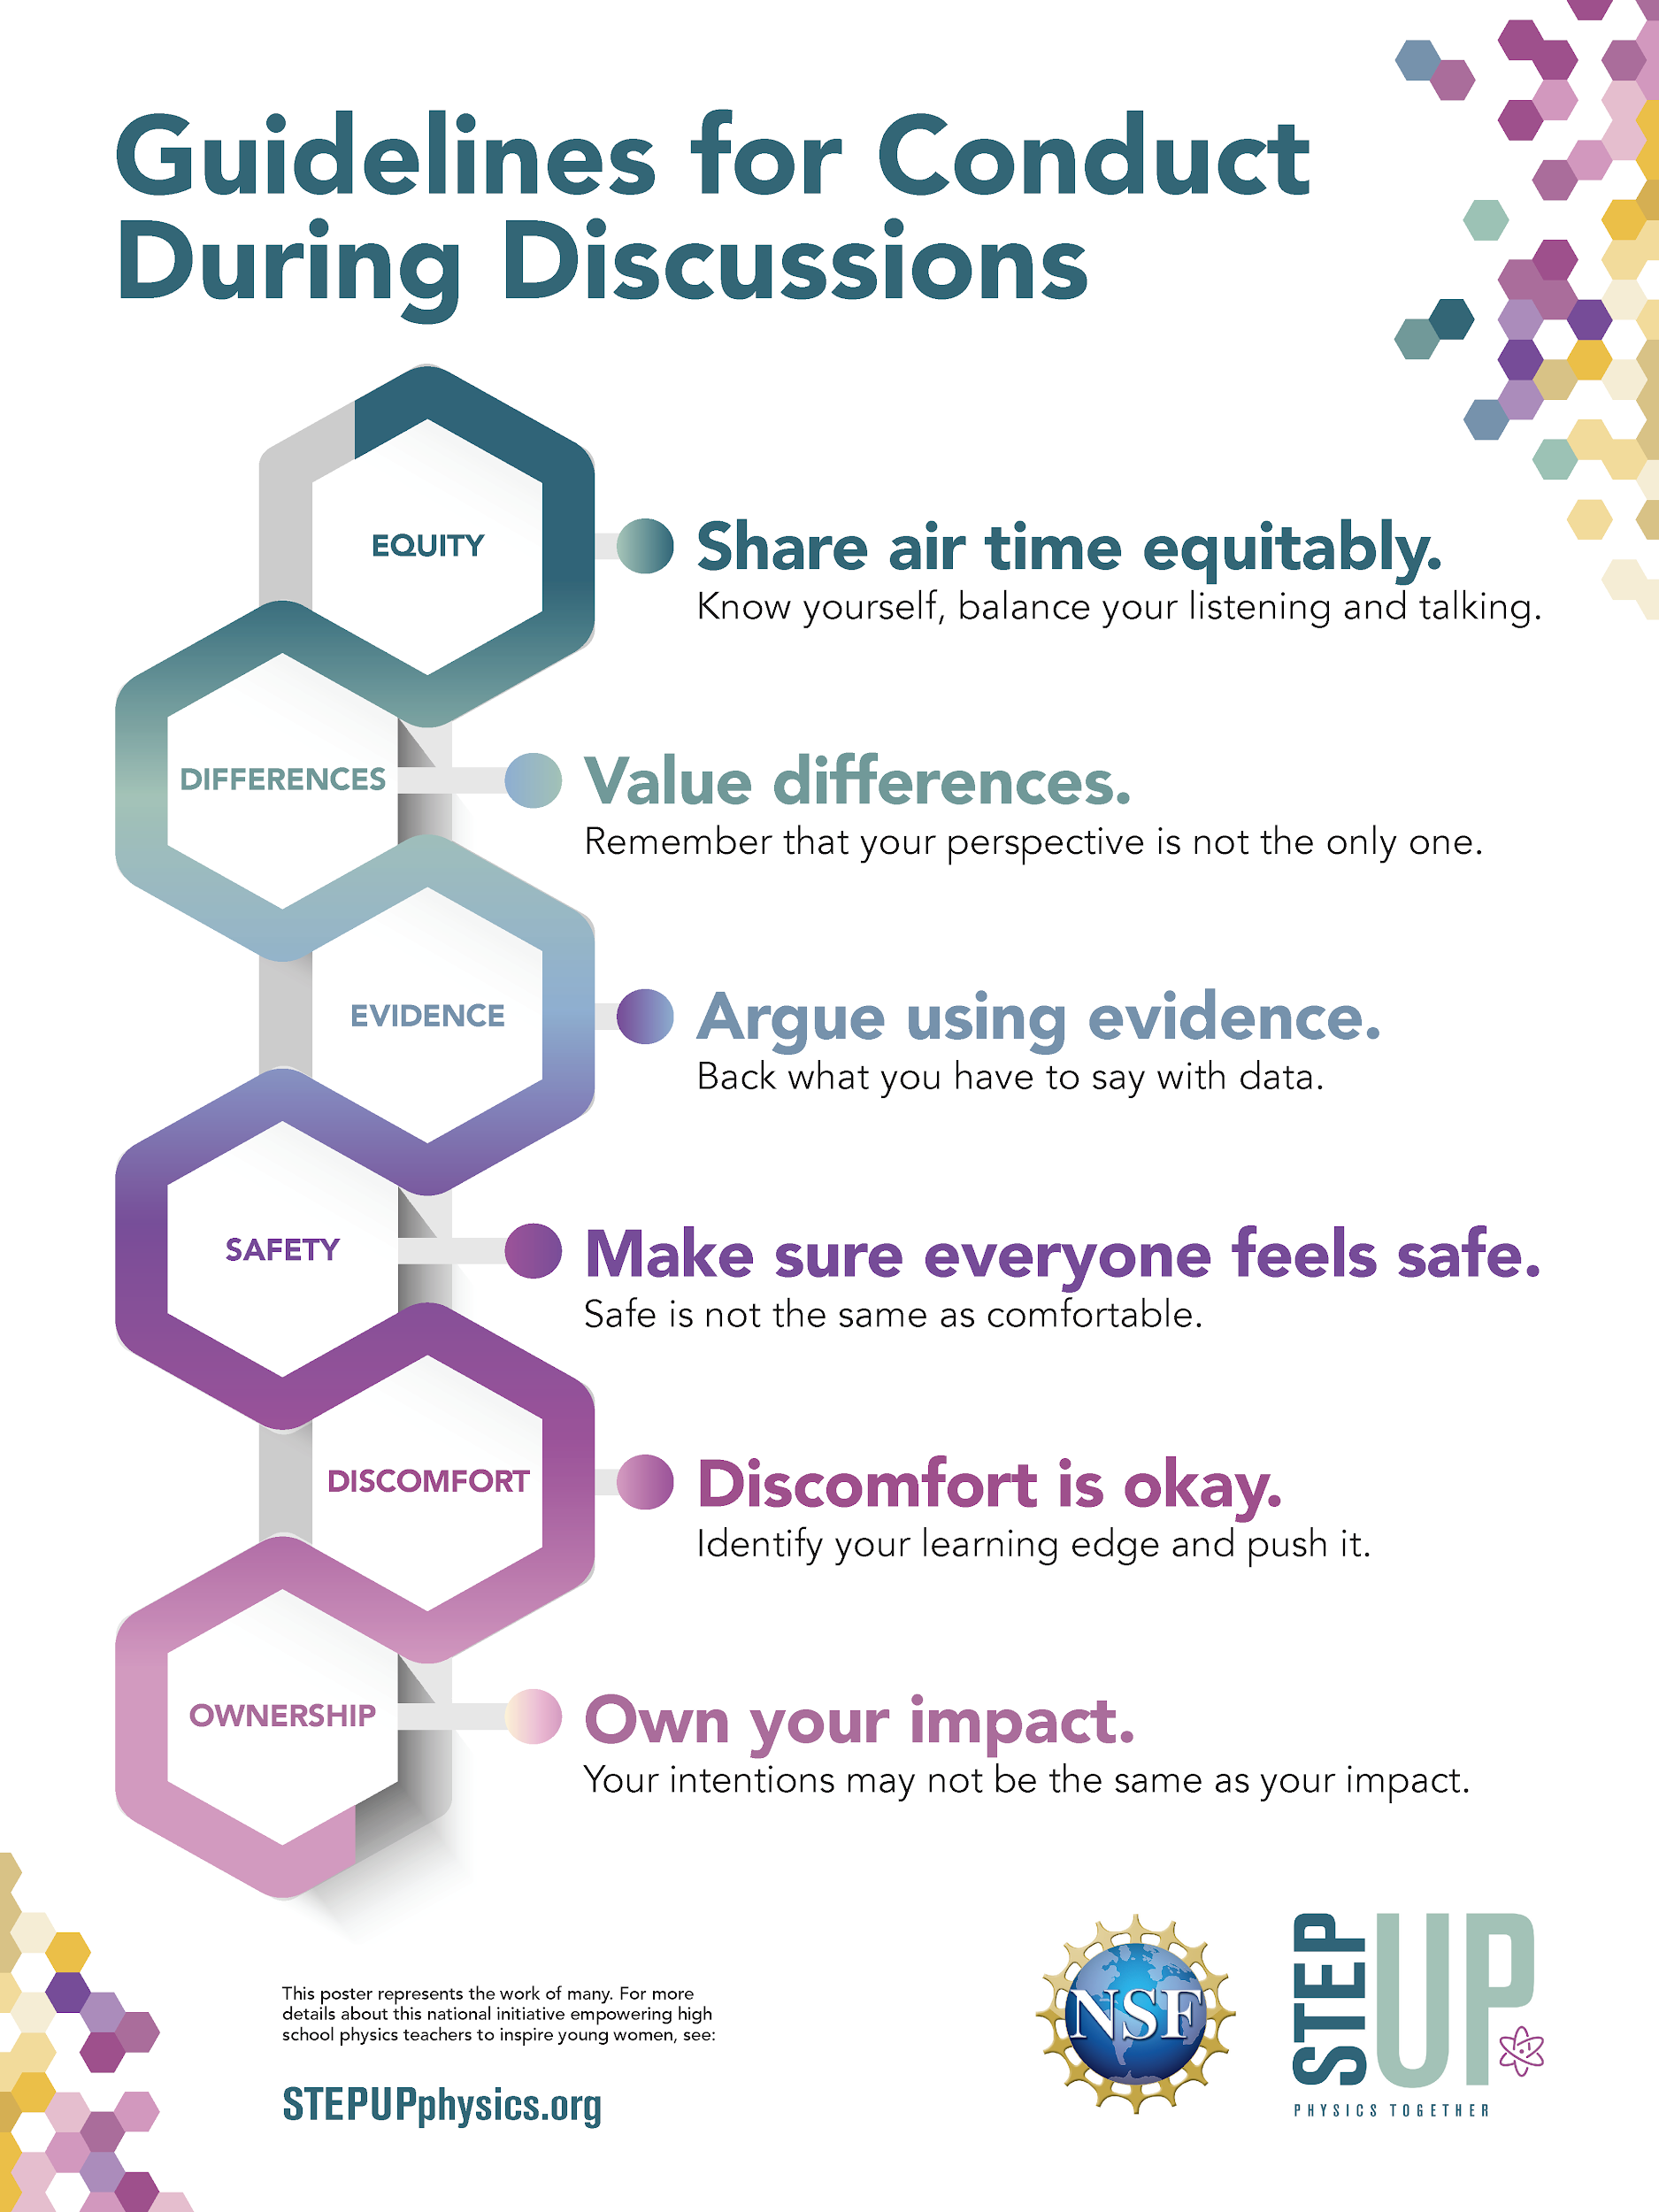 Guidelines for Conduct
During Discussions
EQUITY
Share air time equitably.
Know yourself, balance your listening and talking.
DIFFERENCES
Value differences.
Remember that your perspective is not the only one.
EVIDENCE
Argue using evidence.
Back what you have to say with data.
SAFETY
Make sure everyone feels safe.
Safe is not the same as comfortable.
DISCOMFORT
Discomfort is okay.
Identify your learning edge and push it.
OWNERSHIP
Own your impact.
Your intentions may not be the same as your impact.
This poster represents the work of many. For more
details about this national initiative empowering high
school physics teachers to inspire young women, see:
STEPUPphysics.org
NSF
STEP UP
PHYSICS TOGETHER